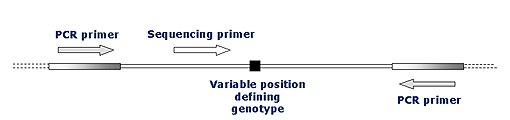 PCR primer
Sequencing primer
Variable position
defining
genotype
PCR primer